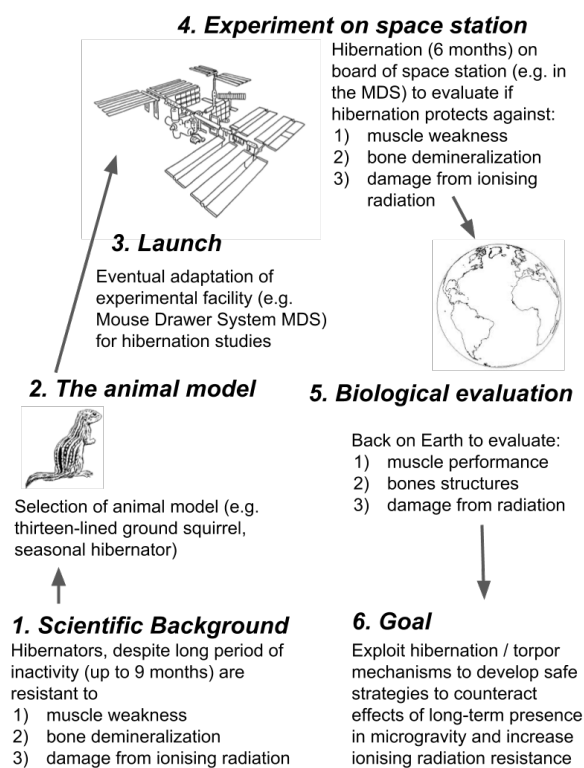 4. Experiment on space station
Hibernation (6 months) on
board of space station (e.g. in
the MDS) to evaluate if
hibernation protects against:
1) muscle weakness
2) bone demineralization
3) damage from ionising
radiation
3. Launch
Eventual adaptation of
experimental facility (e.g.
Mouse Drawer System MDS)
for hibernation studies
2. The animal model
Selection of animal model (e.g.
thirteen-lined ground squirrel,
seasonal hibernator)
1. Scientific Background
Hibernators, despite long period of
inactivity (up to 9 months) are
resistant to
1) muscle weakness
2) bone demineralization
3) damage from ionising radiation
5. Biological evaluation
Back on Earth to evaluate:
1) muscle performance
2) bones structures
3) damage from radiation
6. Goal
Exploit hibernation / torpor
mechanisms to develop safe
strategies to counteract
effects of long-term presence
in microgravity and increase
ionising radiation resistance